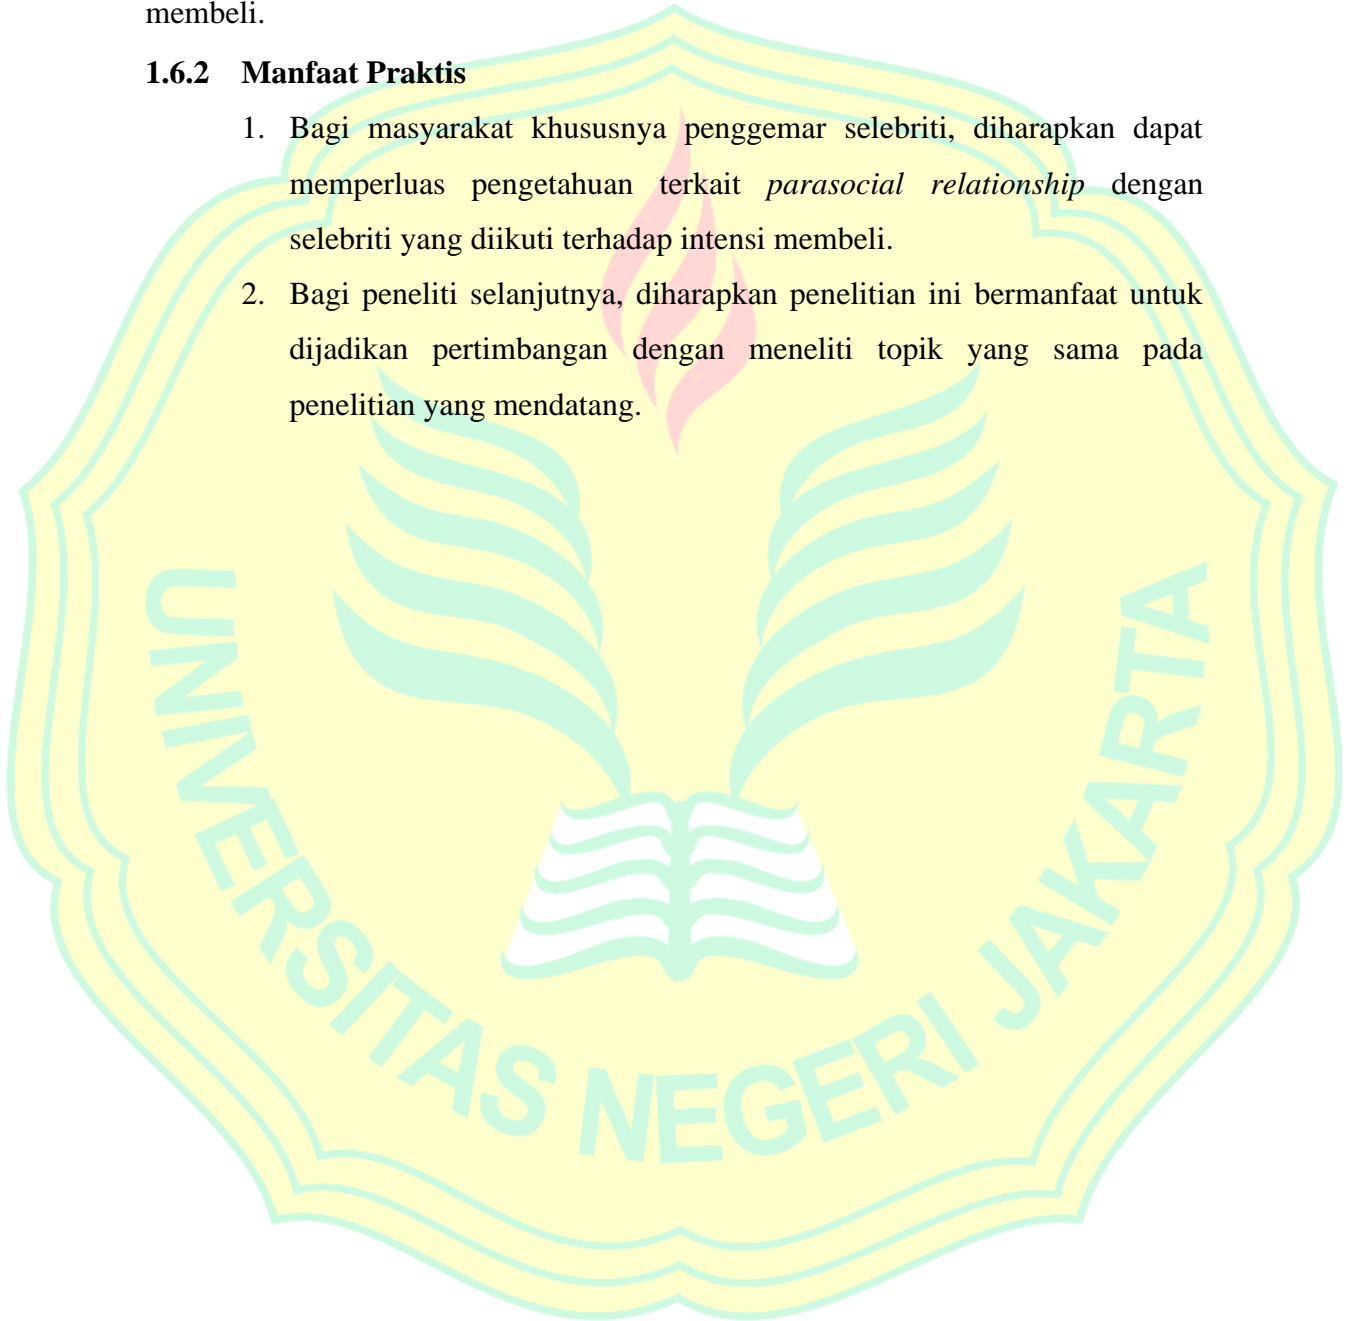 membeli.
1.6.2 Manfaat Praktis
1. Bagi masyarakat khususnya penggemar selebriti, diharapkan dapat
memperluas pengetahuan terkait parasocial relationship dengan
selebriti yang diikuti terhadap intensi membeli.
2. Bagi peneliti selanjutnya, diharapkan penelitian ini bermanfaat untuk
dijadikan pertimbangan dengan meneliti topik yang sama pada
penelitian yang mendatang.
UNIVERSITAS NEGERI JAKARTA